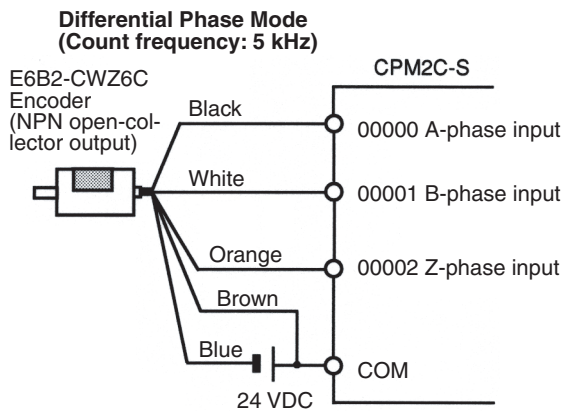 Differential Phase Mode
(Count frequency: 5 kHz)
E6B2-CWZ6C
Encoder
(NPN open-col-
lector output)
CPM2C-S
Black
00000 A-phase input
White
00001 B-phase input
Orange
00002 Z-phase input
Brown
Blue
COM
24 VDC